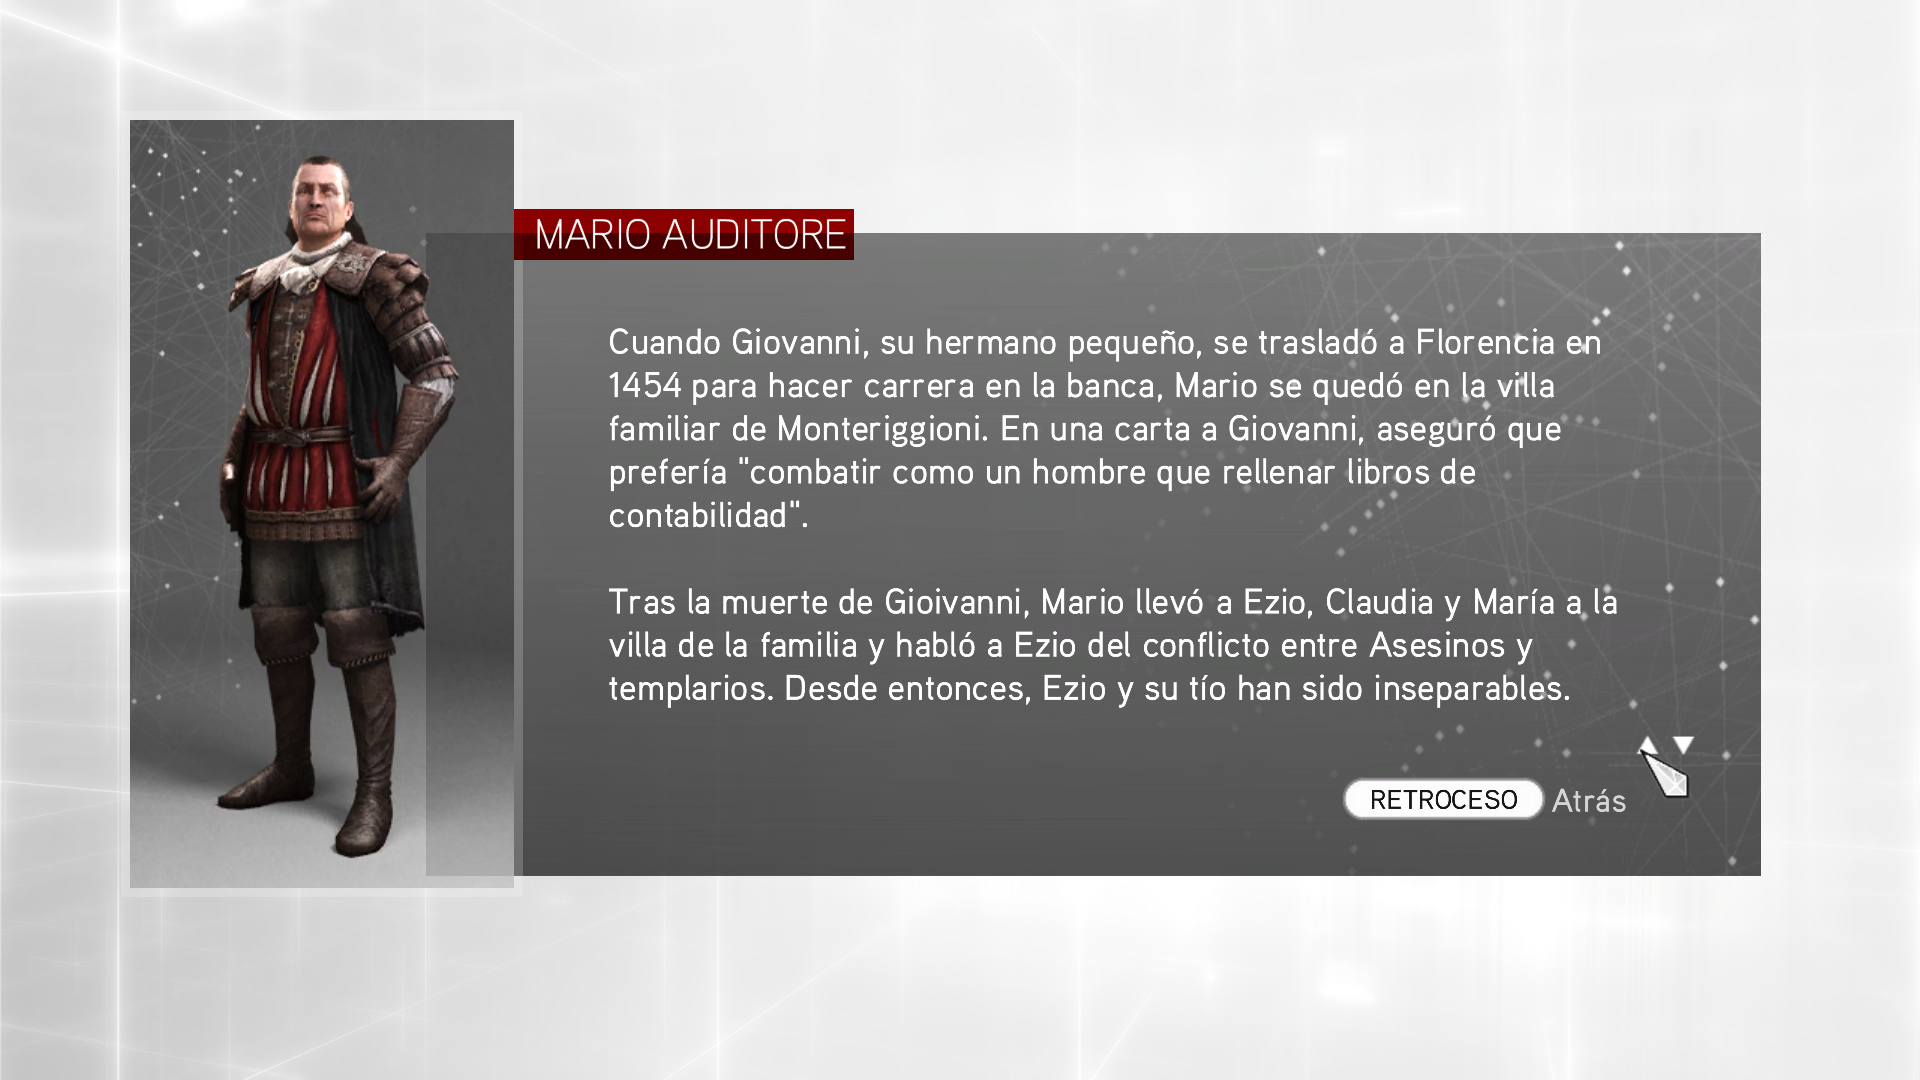 MARIO AUDITORE
Cuando Giovanni, su hermano pequeño, se trasladó a Florencia en
1454 para hacer carrera en la banca, Mario se quedó en la villa
familiar de Monteriggioni. En una carta a Giovanni, aseguró que
prefería "combatir como un hombre que rellenar libros de
contabilidad".
Tras la muerte de Gioivanni, Mario llevó a Ezio, Claudia y María a la
villa de la familia y habló a Ezio del conflicto entre Asesinos y
templarios. Desde entonces, Ezio y su tío han sido inseparables.
RETROCESO Atrás